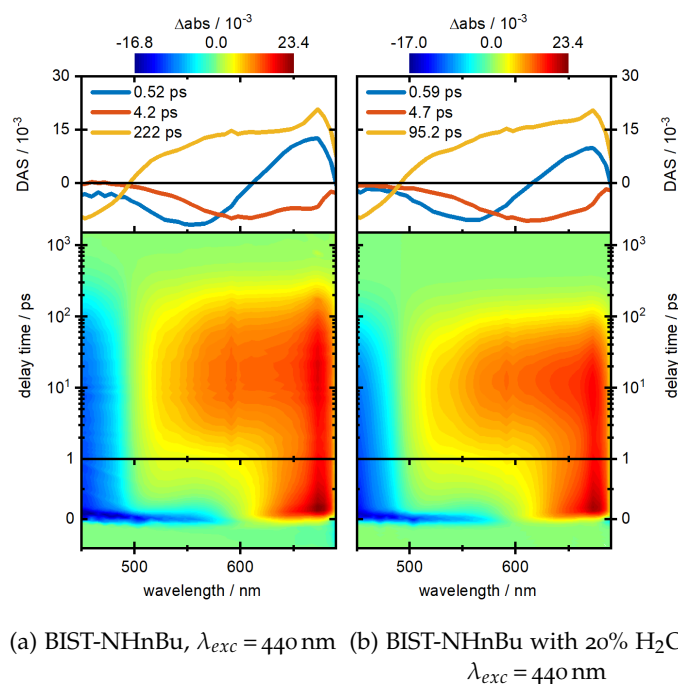 Δabs / 10⁻³ Δabs / 10⁻³
-16.8 0.0 23.4 -17.0 0.0 23.4
30 30
0.52 ps 0.59 ps
4.2 ps 4.7 ps
222 ps 95.2 ps
15 15
0 0
DAS / 10⁻³ DAS / 10⁻³
10³ 10³
10² 10²
10¹ 10¹
1 1
0 0
delay time / ps delay time / ps
500 600 500 600
wavelength / nm wavelength / nm
(a) BIST-NHnBu, λexc = 440 nm (b) BIST-NHnBu with 20% H₂O
λexc = 440 nm